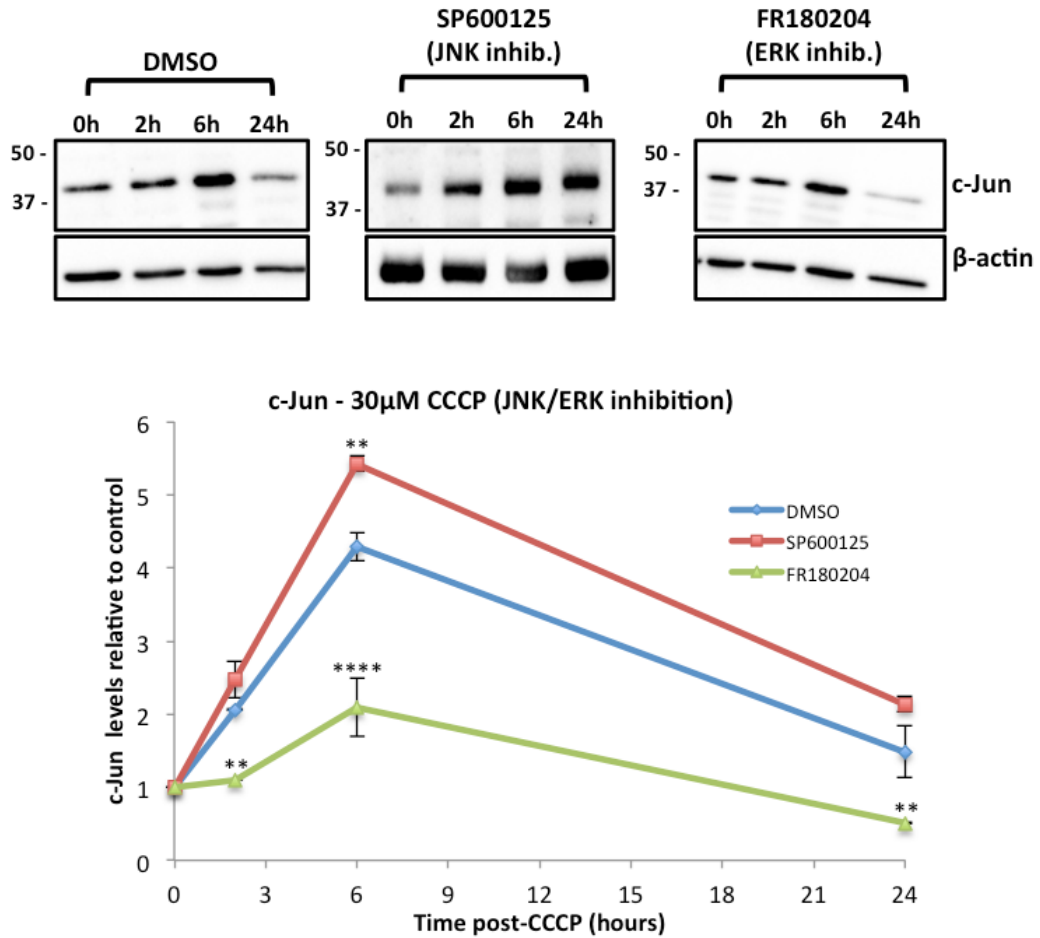 SP600125
(JNK inhib.)
FR180204
(ERK inhib.)
DMSO
0h 2h 6h 24h
0h 2h 6h 24h
0h 2h 6h 24h
50 -
37 -
50 -
37 -
50 -
37 -
c-Jun
β-actin
c-Jun - 30μM CCCP (JNK/ERK inhibition)
c-Jun levels relative to control
6
5
4
3
2
1
0
**
****
**
**
DMSO
SP600125
FR180204
0 3 6 9 12 15 18 21 24
Time post-CCCP (hours)